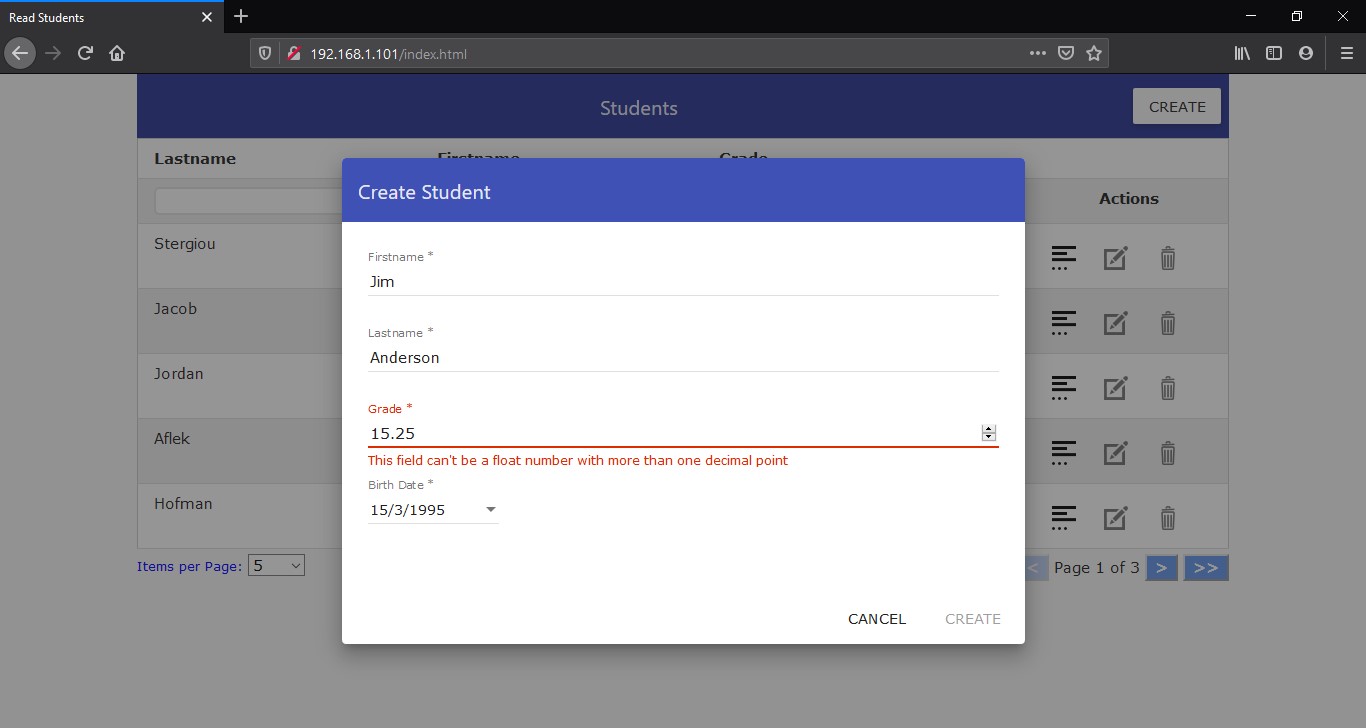 Read Students
192.168.1.101/index.html
Students
CREATE
Lastname Firstname Grade
Actions
Stergiou
Jacob
Jordan
Aflek
Hofman
Create Student
Firstname *
Jim
Lastname *
Anderson
Grade *
15.25
This field can't be a float number with more than one decimal point
Birth Date *
15/3/1995
CANCEL CREATE
Items per Page: 5
< Page 1 of 3 > >>